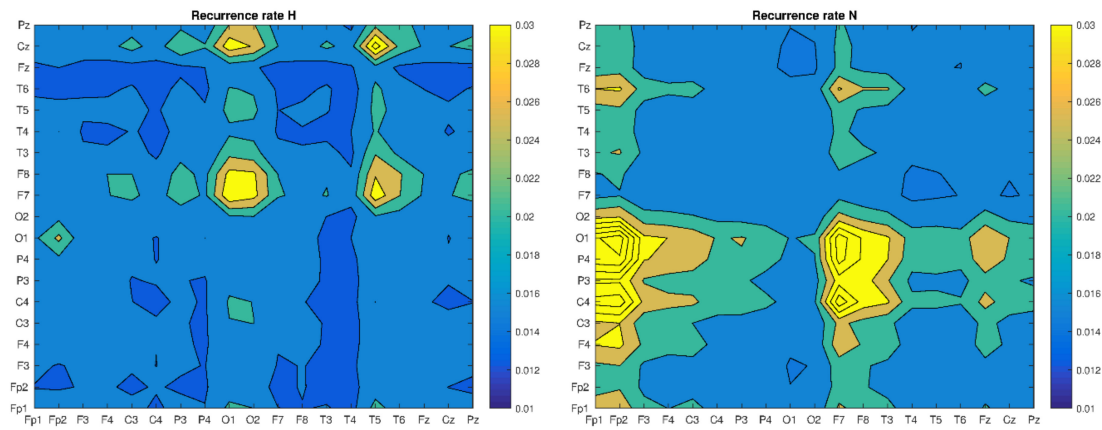 Recurrence rate H
Pz
Cz
Fz
T6
T5
T4
T3
F8
F7
O2
O1
P4
P3
C4
C3
F4
F3
Fp2
Fp1
Fp1 Fp2 F3 F4 C3 C4 P3 P4 O1 O2 F7 F8 T3 T4 T5 T6 Fz Cz Pz
0.03
0.028
0.026
0.024
0.022
0.02
0.018
0.016
0.014
0.012
0.01
Recurrence rate N
Pz
Cz
Fz
T6
T5
T4
T3
F8
F7
O2
O1
P4
P3
C4
C3
F4
F3
Fp2
Fp1
Fp1 Fp2 F3 F4 C3 C4 P3 P4 O1 O2 F7 F8 T3 T4 T5 T6 Fz Cz Pz
0.03
0.028
0.026
0.024
0.022
0.02
0.018
0.016
0.014
0.012
0.01